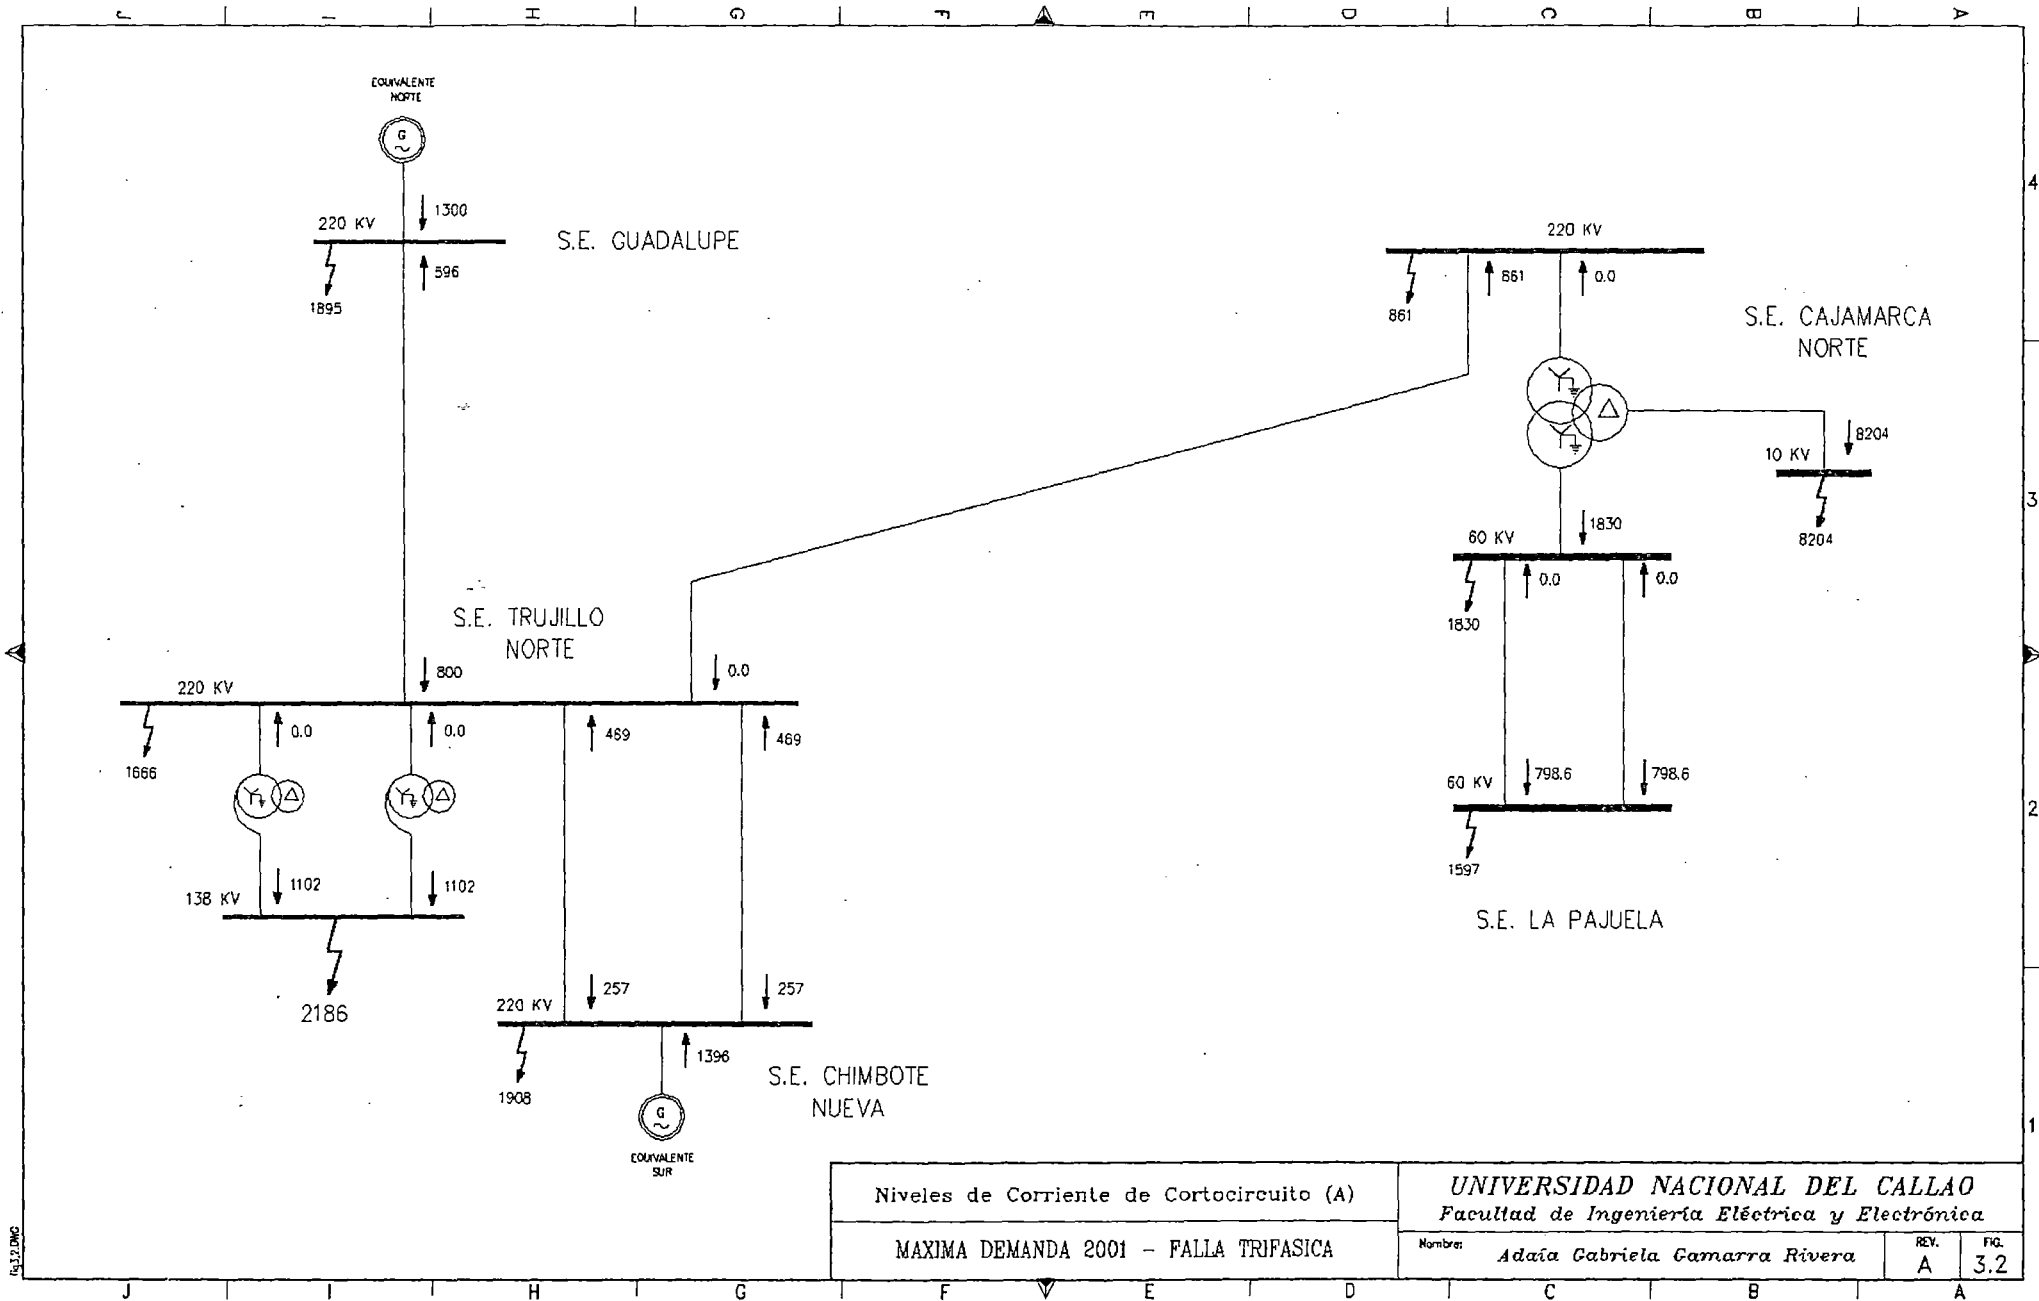 J I H G F E D C B A
EQUIVALENTE
NORTE
G
1300
220 KV
S.E. GUADALUPE
596
1895
4
220 KV
861
0.0
861
S.E. CAJAMARCA
NORTE
8204
10 KV
8204
3
1830
60 KV
0.0
0.0
1830
S.E. TRUJILLO
NORTE
800
0.0
220 KV
0.0
0.0
469
469
1666
798.6
798.6
60 KV
2
1597
1102
1102
138 KV
S.E. LA PAJUELA
2186
257
257
220 KV
1396
1908
S.E. CHIMBOTE
NUEVA
G
1
EQUIVALENTE
SUR
Niveles de Corriente de Cortocircuito (A)
MAXIMA DEMANDA 2001 - FALLA TRIFASICA
UNIVERSIDAD NACIONAL DEL CALLAO
Facultad de Ingeniería Eléctrica y Electrónica
Nombre: Adaía Gabriela Gamarra Rivera
REV.
A
FIG.
3.2
fig3.2.DWG
J I H G F E D C B A